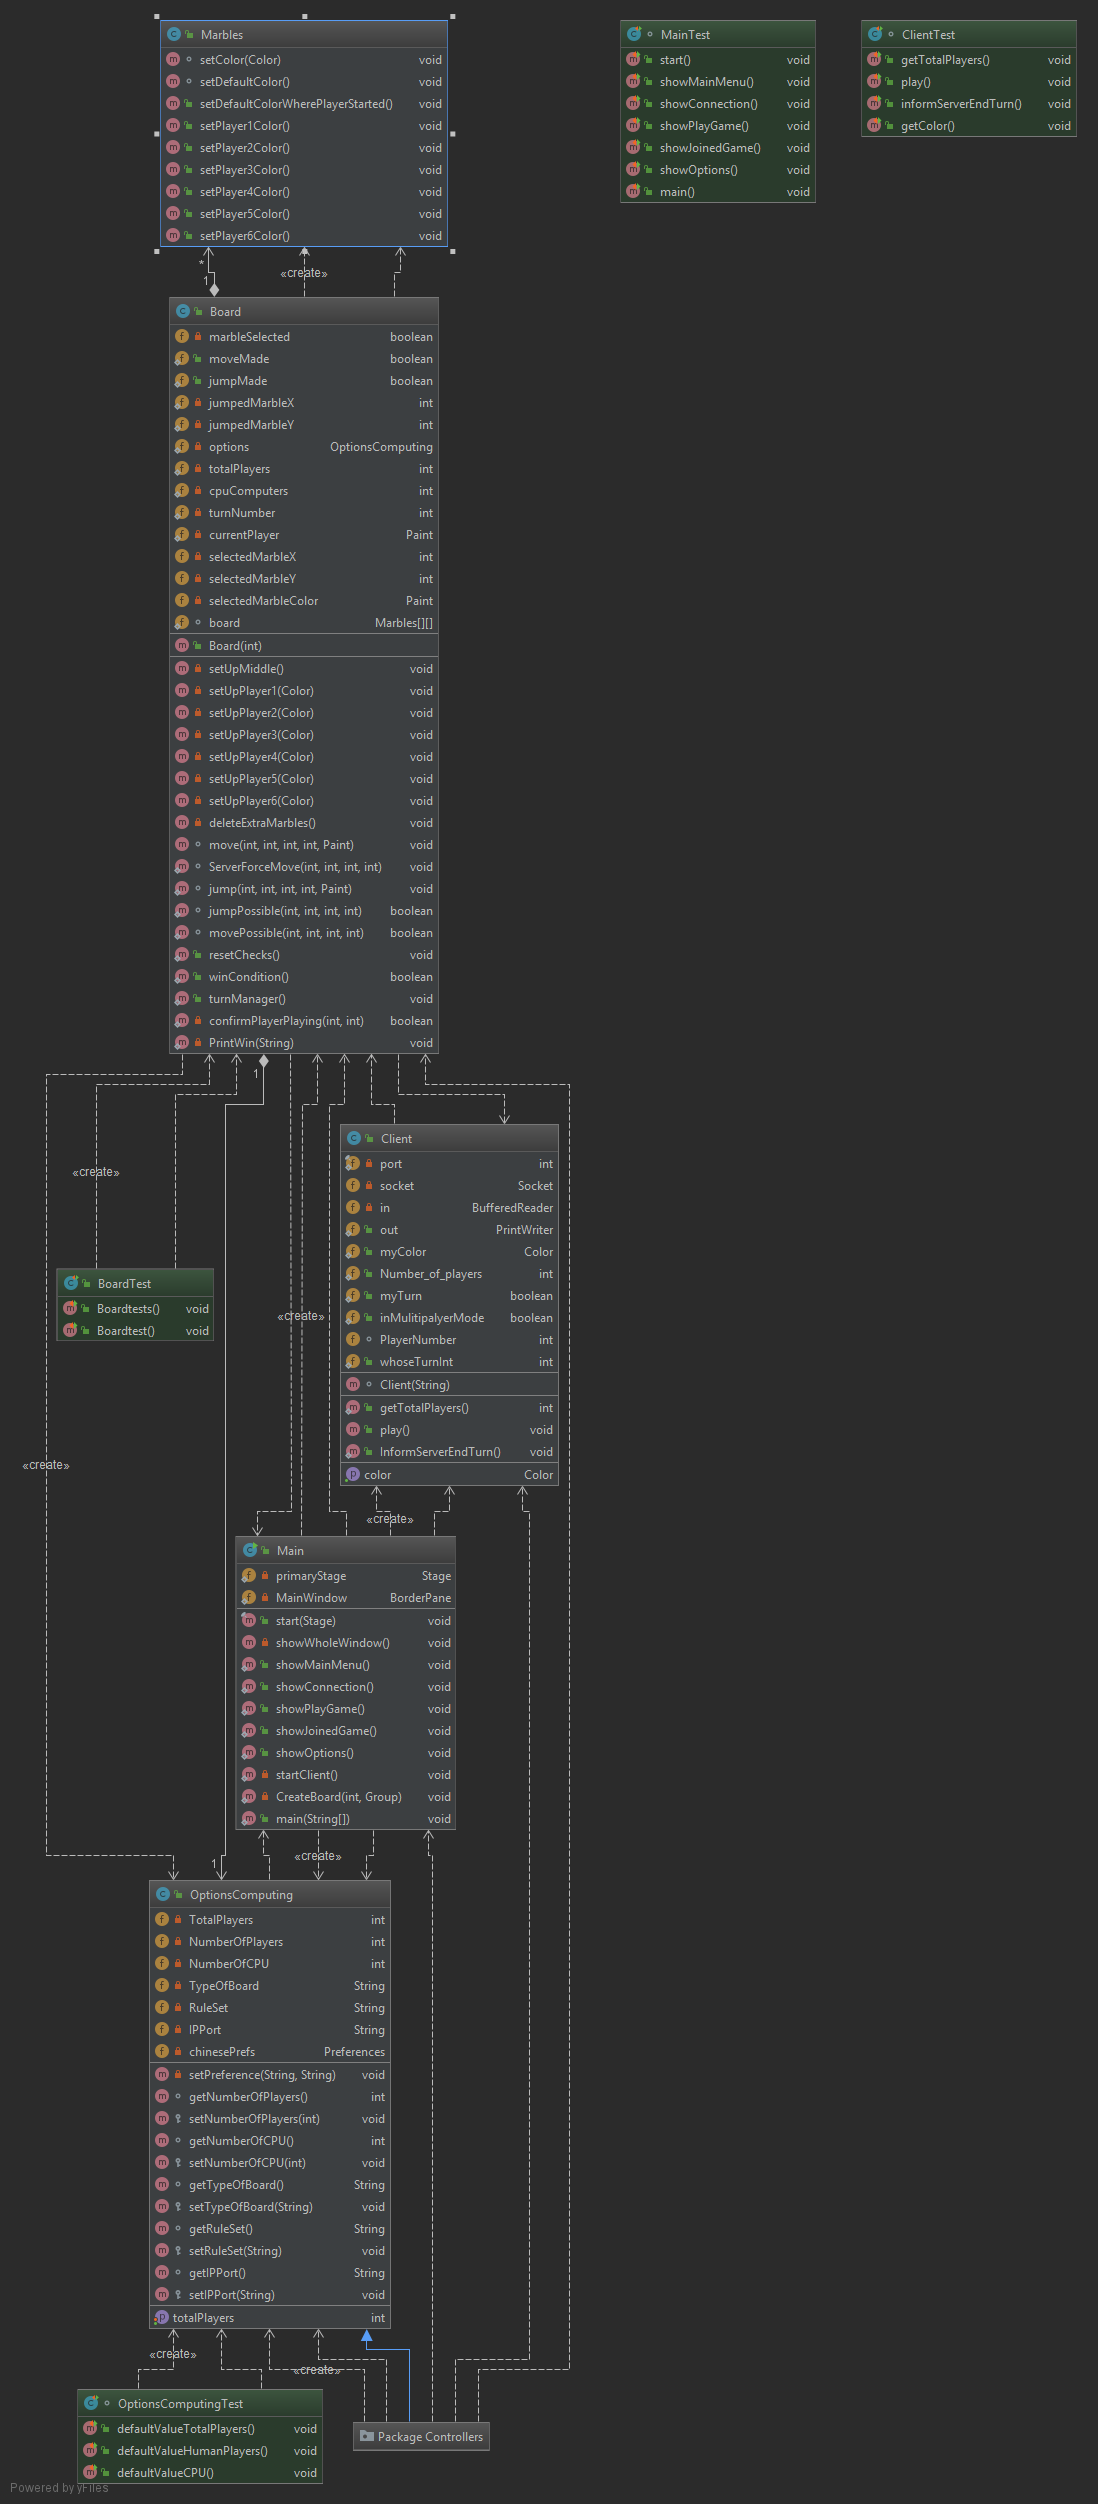 Marbles
setColor(Color) void
setDefaultColor() void
setDefaultColorWherePlayerStarted() void
setPlayer1Color() void
setPlayer2Color() void
setPlayer3Color() void
setPlayer4Color() void
setPlayer5Color() void
setPlayer6Color() void
MainTest
start() void
showMainMenu() void
showConnection() void
showPlayGame() void
showJoinedGame() void
showOptions() void
main() void
ClientTest
getTotalPlayers() void
play() void
informServerEndTurn() void
getColor() void
*
1
«create»
Board
marbleSelected boolean
moveMade boolean
jumpMade boolean
jumpedMarbleX int
jumpedMarbleY int
options OptionsComputing
totalPlayers int
cpuComputers int
turnNumber int
currentPlayer Paint
selectedMarbleX int
selectedMarbleY int
selectedMarbleColor Paint
board Marbles[][]
Board(int)
setUpMiddle() void
setUpPlayer1(Color) void
setUpPlayer2(Color) void
setUpPlayer3(Color) void
setUpPlayer4(Color) void
setUpPlayer5(Color) void
setUpPlayer6(Color) void
deleteExtraMarbles() void
move(int, int, int, int, Paint) void
ServerForceMove(int, int, int, int) void
jump(int, int, int, int, Paint) void
jumpPossible(int, int, int, int) boolean
movePossible(int, int, int, int) boolean
resetChecks() void
winCondition() boolean
turnManager() void
confirmPlayerPlaying(int, int) boolean
PrintWin(String) void
1
«create»
BoardTest
Boardtests() void
Boardtest() void
«create»
Client
port int
socket Socket
in BufferedReader
out PrintWriter
myColor Color
Number_of_players int
myTurn boolean
inMulitipalyerMode boolean
PlayerNumber int
whoseTurnInt int
Client(String)
getTotalPlayers() int
play() void
InformServerEndTurn() void
color Color
«create»
«create»
Main
primaryStage Stage
MainWindow BorderPane
start(Stage) void
showWholeWindow() void
showMainMenu() void
showConnection() void
showPlayGame() void
showJoinedGame() void
showOptions() void
startClient() void
CreateBoard(int, Group) void
main(String[]) void
«create»
1
OptionsComputing
TotalPlayers int
NumberOfPlayers int
NumberOfCPU int
TypeOfBoard String
RuleSet String
IPPort String
chinesePrefs Preferences
setPreference(String, String) void
getNumberOfPlayers() int
setNumberOfPlayers(int) void
getNumberOfCPU() int
setNumberOfCPU(int) void
getTypeOfBoard() String
setTypeOfBoard(String) void
getRuleSet() String
setRuleSet(String) void
getIPPort() String
setIPPort(String) void
totalPlayers int
«create»
«create»
OptionsComputingTest
defaultValueTotalPlayers() void
defaultValueHumanPlayers() void
defaultValueCPU() void
Package Controllers
Powered by yFiles